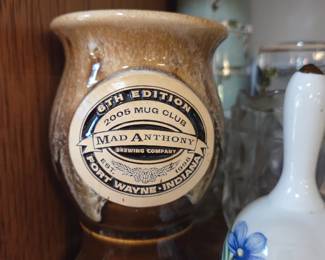 6TH EDITION
2005 MUG CLUB
MAD ANTHONY
BREWING COMPANY
EST. 1998
FORT WAYNE · INDIANA